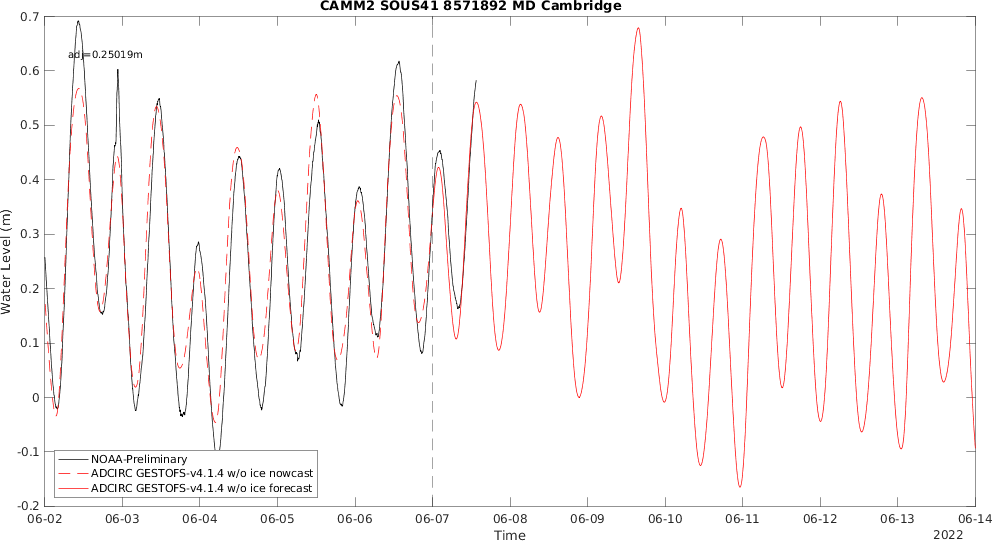 CAMM2 SOUS41 8571892 MD Cambridge
0.7
adj=0.25019m
0.6
0.5
0.4
0.3
0.2
0.1
0
-0.1
-0.2
Water Level (m)
NOAA-Preliminary
ADCIRC GESTOFS-v4.1.4 w/o ice nowcast
ADCIRC GESTOFS-v4.1.4 w/o ice forecast
06-02 06-03 06-04 06-05 06-06 06-07 06-08 06-09 06-10 06-11 06-12 06-13 06-14
Time
2022